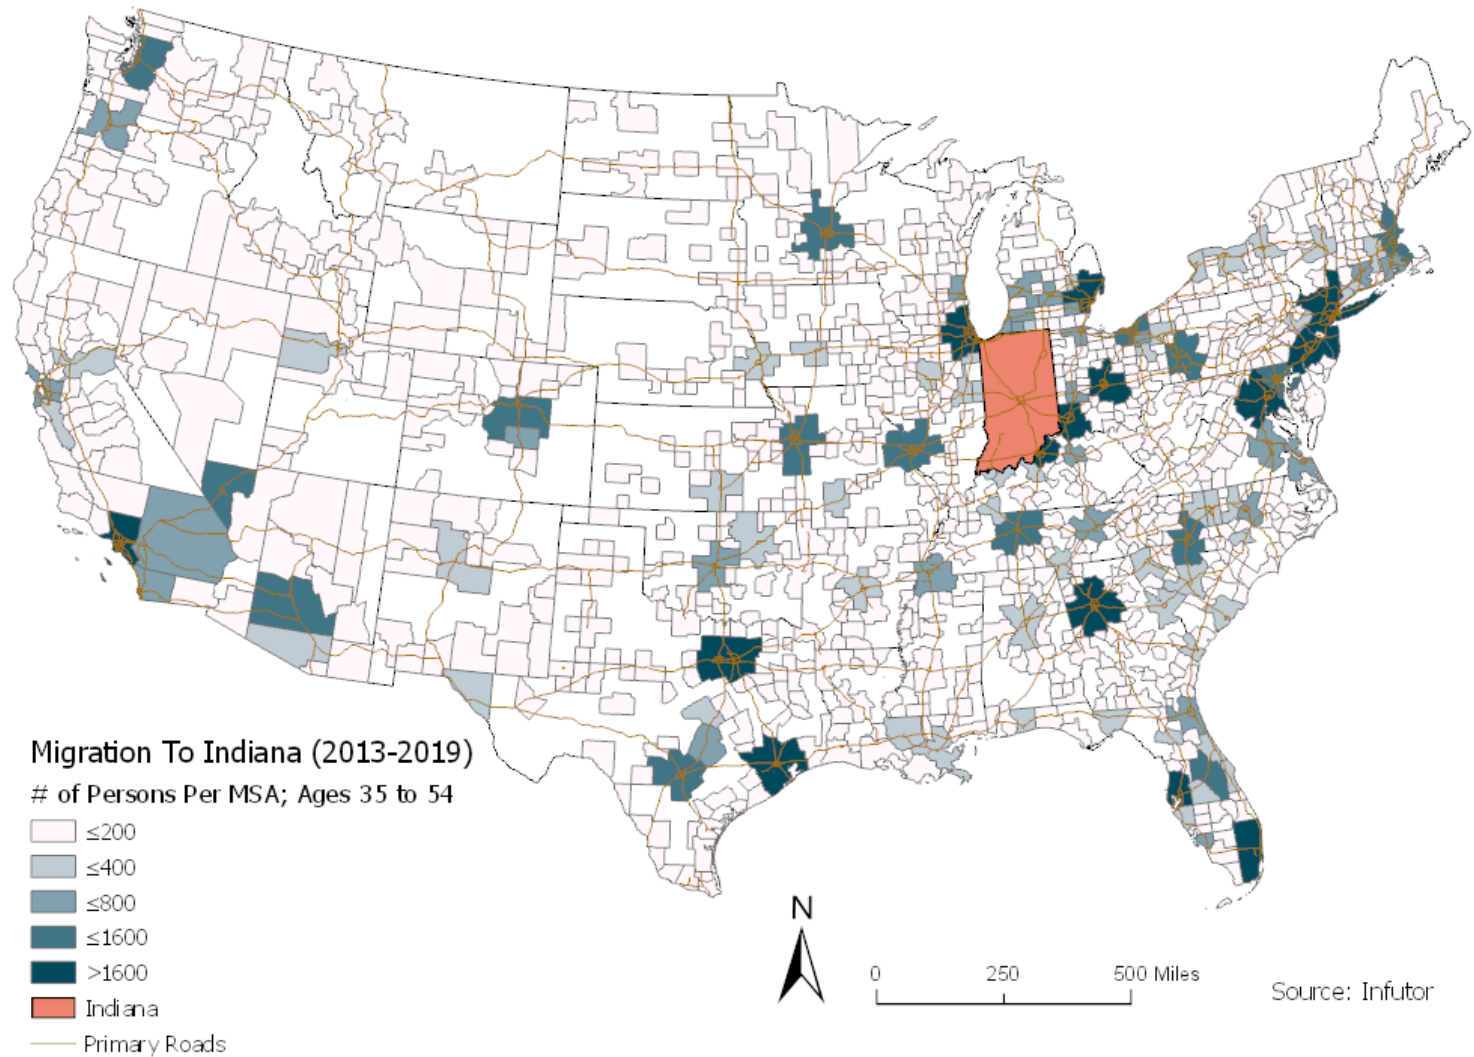 Migration To Indiana (2013-2019)
# of Persons Per MSA; Ages 35 to 54
≤200
≤400
≤800
≤1600
>1600
Indiana
Primary Roads
N
0 250 500 Miles
Source: Infutor